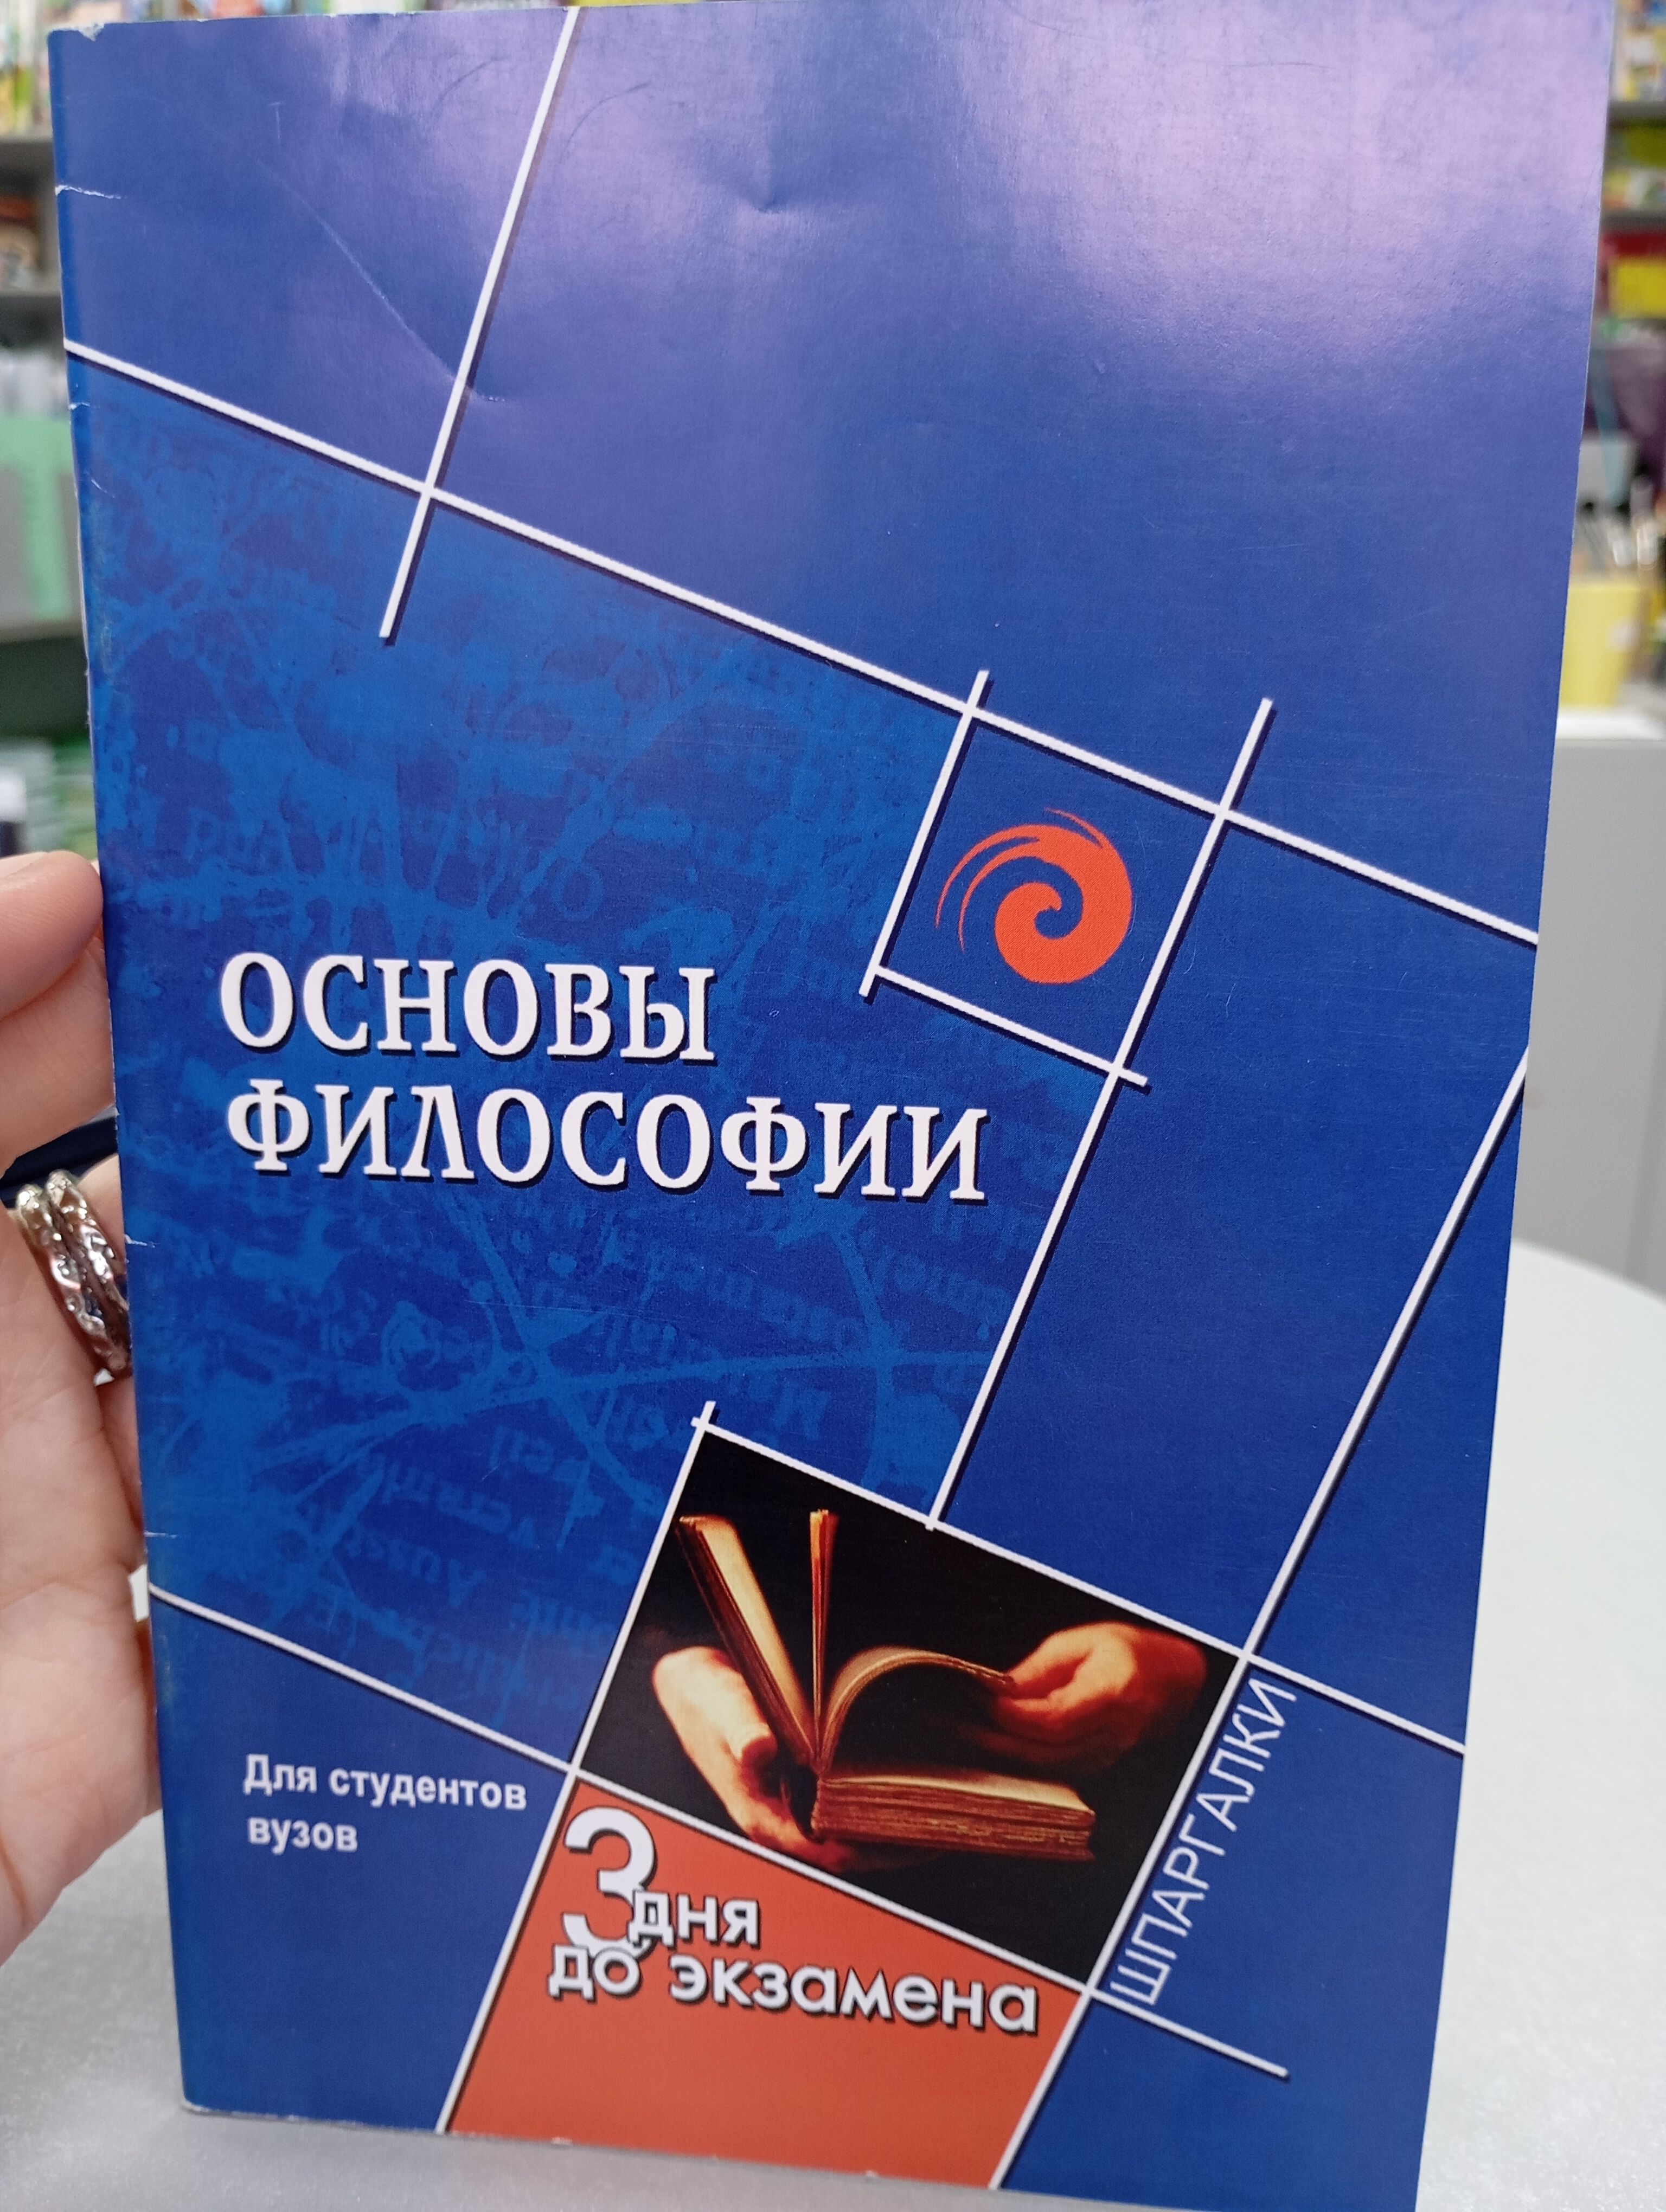 ОСНОВЫ
ФИЛОСОФИИ
Для студентов
вузов
3 дня
до экзамена
ШПАРГАЛКИ